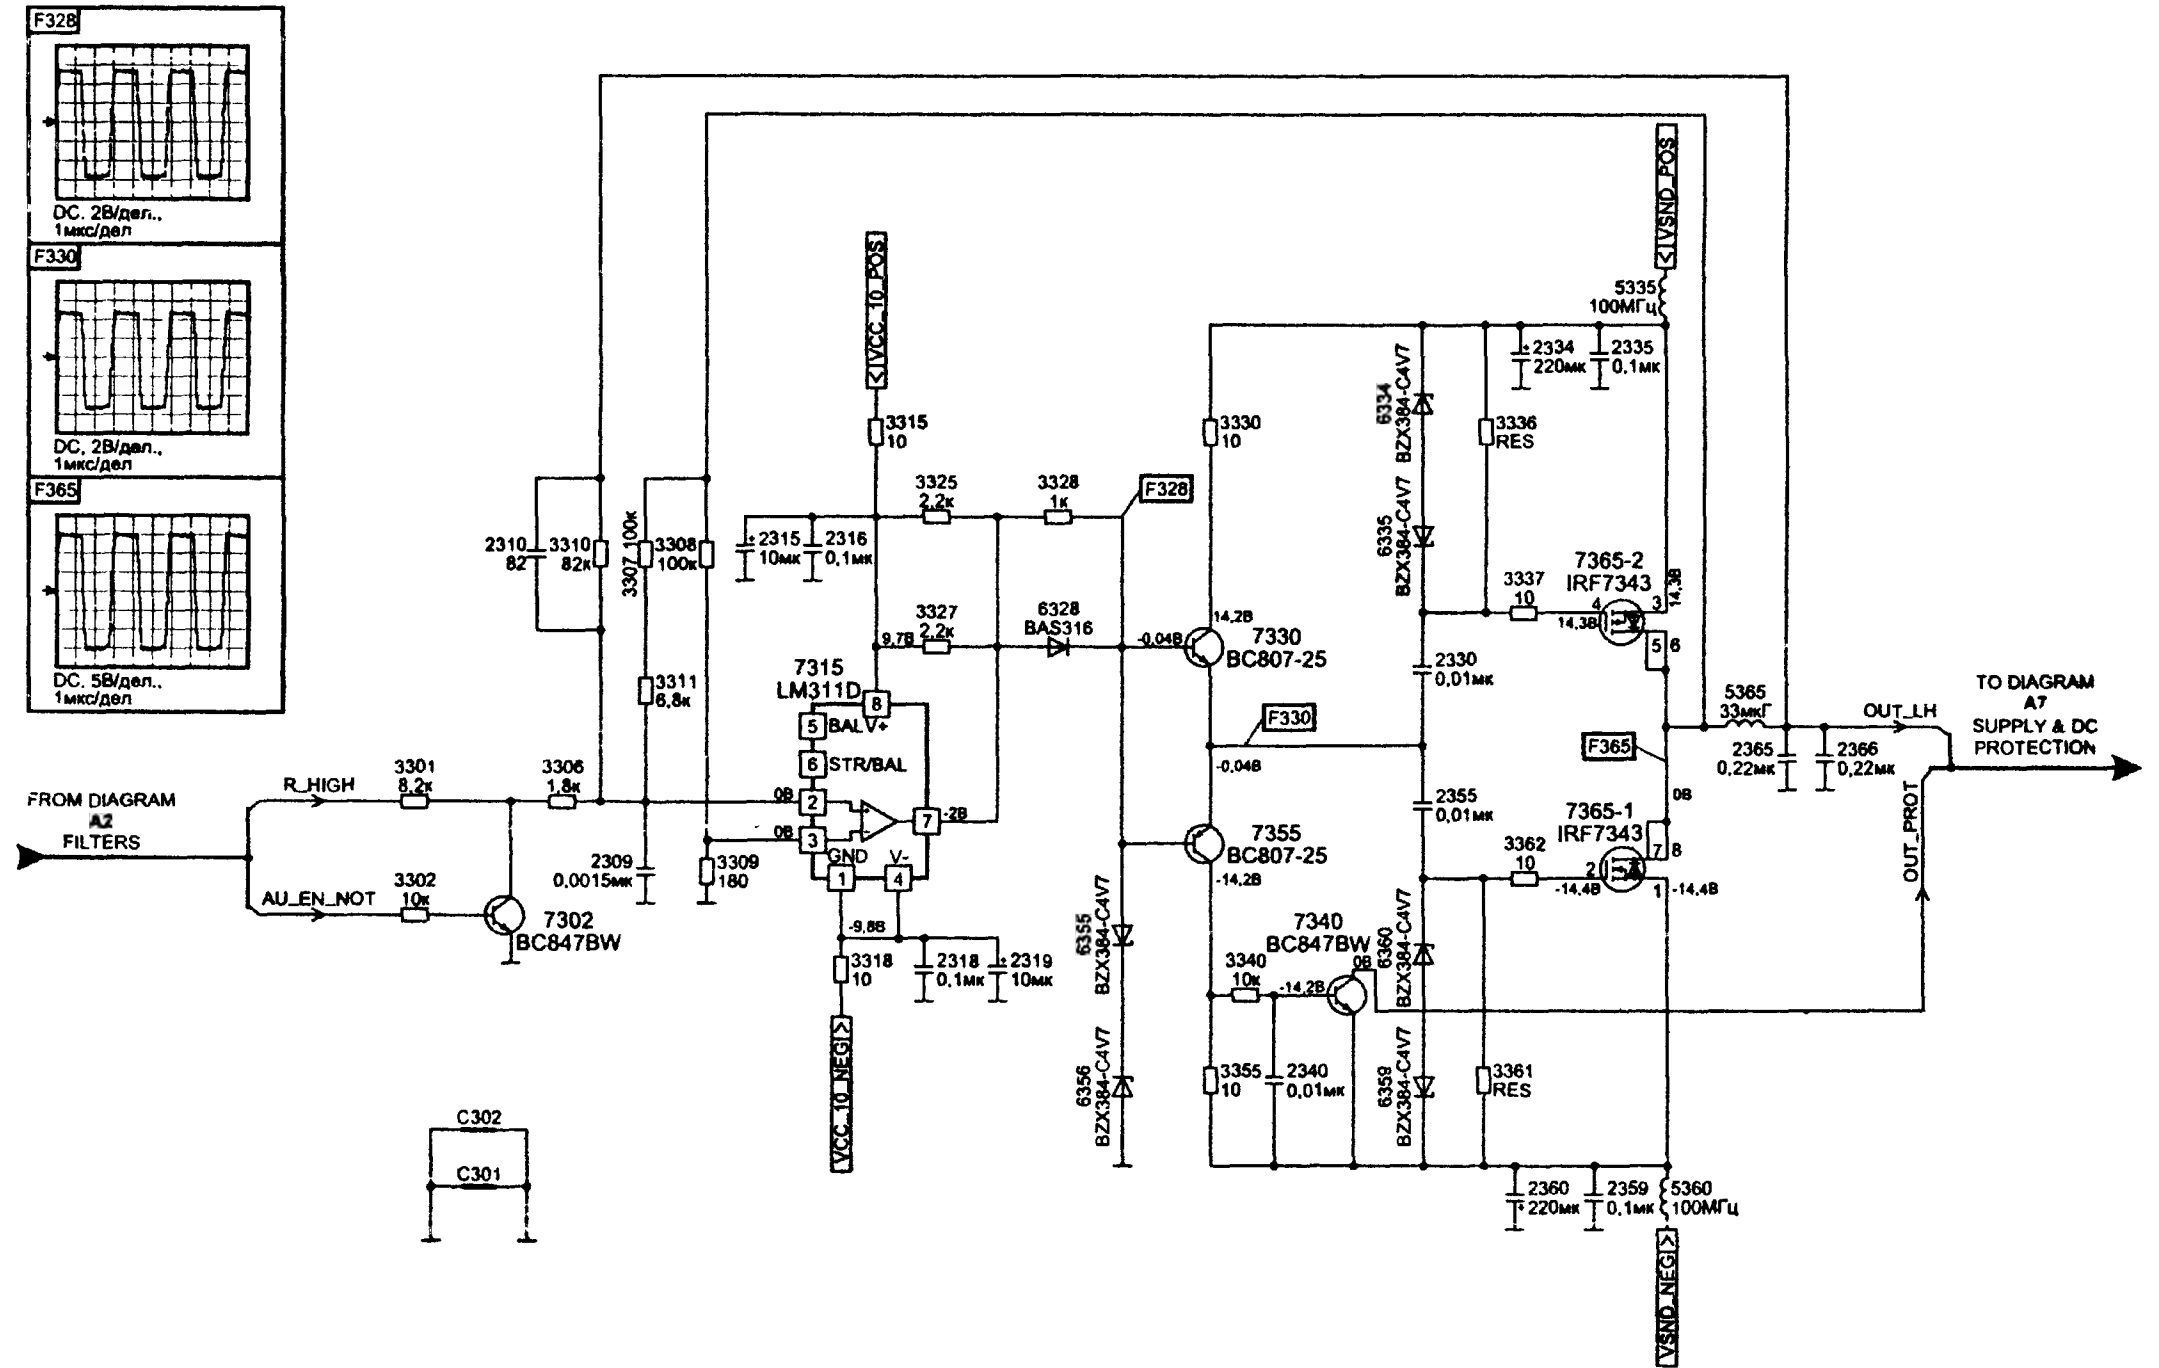 F328
DC. 2В/дел.,
1мкс/дел
F330
DC, 2В/дел.,
1мкс/дел
F365
DC. 5В/дел..
1мкс/дел
FROM DIAGRAM
A2
FILTERS
R_HIGH
AU_EN_NOT
3301
8,2к
3302
10к
7302
BC847BW
3306
1,8к
2310
82
3310
82к
3307 100к
3308
100к
3311
6,8к
2309
0,0015мк
3309
180
<|VCC_10_POS
3315
10
2315
10мк
2316
0,1мк
3325
2,2к
3328
1к
F328
9,7В
3327
2,2к
6328
BAS316
7315
LM311D
8
5
BAL
V+
6
STR/BAL
0В
2
0В
3
7
-2В
GND
V-
1
4
-9,8В
3318
10
2318
0,1мк
2319
10мк
VCC_10_NEG|>
C302
C301
3330
10
14,2В
-0,04В
7330
BC807-25
F330
-0,04В
7355
BC807-25
-14,2В
6355
BZX384-C4V7
6356
BZX384-C4V7
3340
10к
-14,2В
7340
BC847BW
0В
3355
10
2340
0,01мк
6334
BZX384-C4V7
6335
BZX384-C4V7
3336
RES
2334
220мк
2335
0,1мк
5335
100МГц
<|VSND_POS
3337
10
7365-2
IRF7343
4
14,3В
3
14,3В
5
6
2330
0,01мк
2355
0,01мк
3362
10
F365
0В
7365-1
IRF7343
7
8
2
-14,4В
1
-14,4В
6360
BZX384-C4V7
6359
BZX384-C4V7
3361
RES
2360
220мк
2359
0,1мк
5360
100МГц
VSND_NEG|>
5365
33мкГ
2365
0,22мк
2366
0,22мк
OUT_LH
OUT_PROT
TO DIAGRAM
A7
SUPPLY & DC
PROTECTION